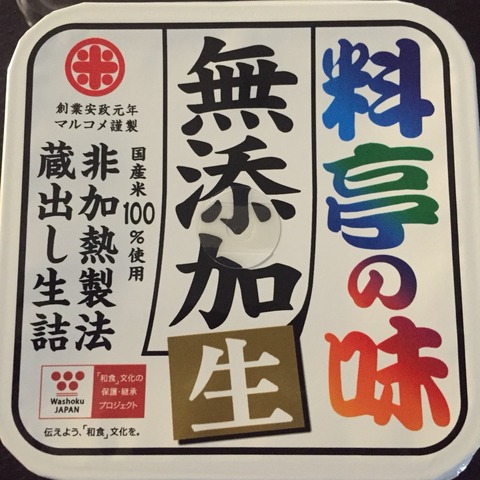 料亭の味
無添加
生
米
創業安政元年
マルコメ謹製
国産米100%使用
非加熱製法
蔵出し生詰
Washoku
JAPAN
「和食」文化の
保護・継承
プロジェクト
伝えよう、「和食」文化を。